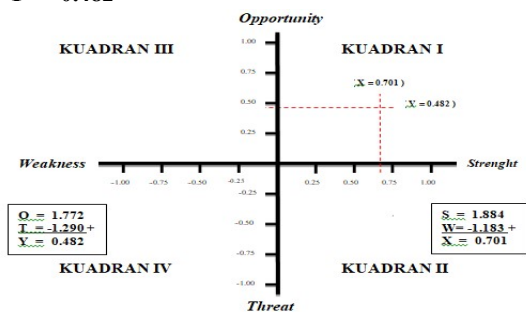 Opportunity
KUADRAN III
KUADRAN I
1.00
0.75
(X = 0.701 )
0.50
(Y = 0.482 )
0.25
Weakness
Strenght
-1.00 -0.75 -0.50 -0.25 0.25 0.50 0.75 1.00
-0.25
-0.50
-0.75
-1.00
O = 1.772
T = -1.290 +
Y = 0.482
S = 1.884
W= -1.183 +
X = 0.701
KUADRAN IV
KUADRAN II
Threat